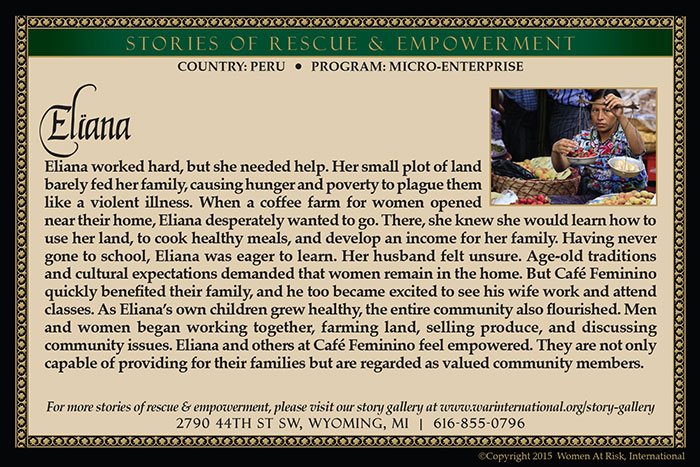 STORIES OF RESCUE & EMPOWERMENT
COUNTRY: PERU • PROGRAM: MICRO-ENTERPRISE
Eliana
Eliana worked hard, but she needed help. Her small plot of land
barely fed her family, causing hunger and poverty to plague them
like a violent illness. When a coffee farm for women opened
near their home, Eliana desperately wanted to go. There, she knew she would learn how to
use her land, to cook healthy meals, and develop an income for her family. Having never
gone to school, Eliana was eager to learn. Her husband felt unsure. Age-old traditions
and cultural expectations demanded that women remain in the home. But Café Feminino
quickly benefited their family, and he too became excited to see his wife work and attend
classes. As Eliana’s own children grew healthy, the entire community also flourished. Men
and women began working together, farming land, selling produce, and discussing
community issues. Eliana and others at Café Feminino feel empowered. They are not only
capable of providing for their families but are regarded as valued community members.
For more stories of rescue & empowerment, please visit our story gallery at www.warinternational.org/story-gallery
2790 44TH ST SW, WYOMING, MI | 616-855-0796
©Copyright 2015 Women At Risk, International